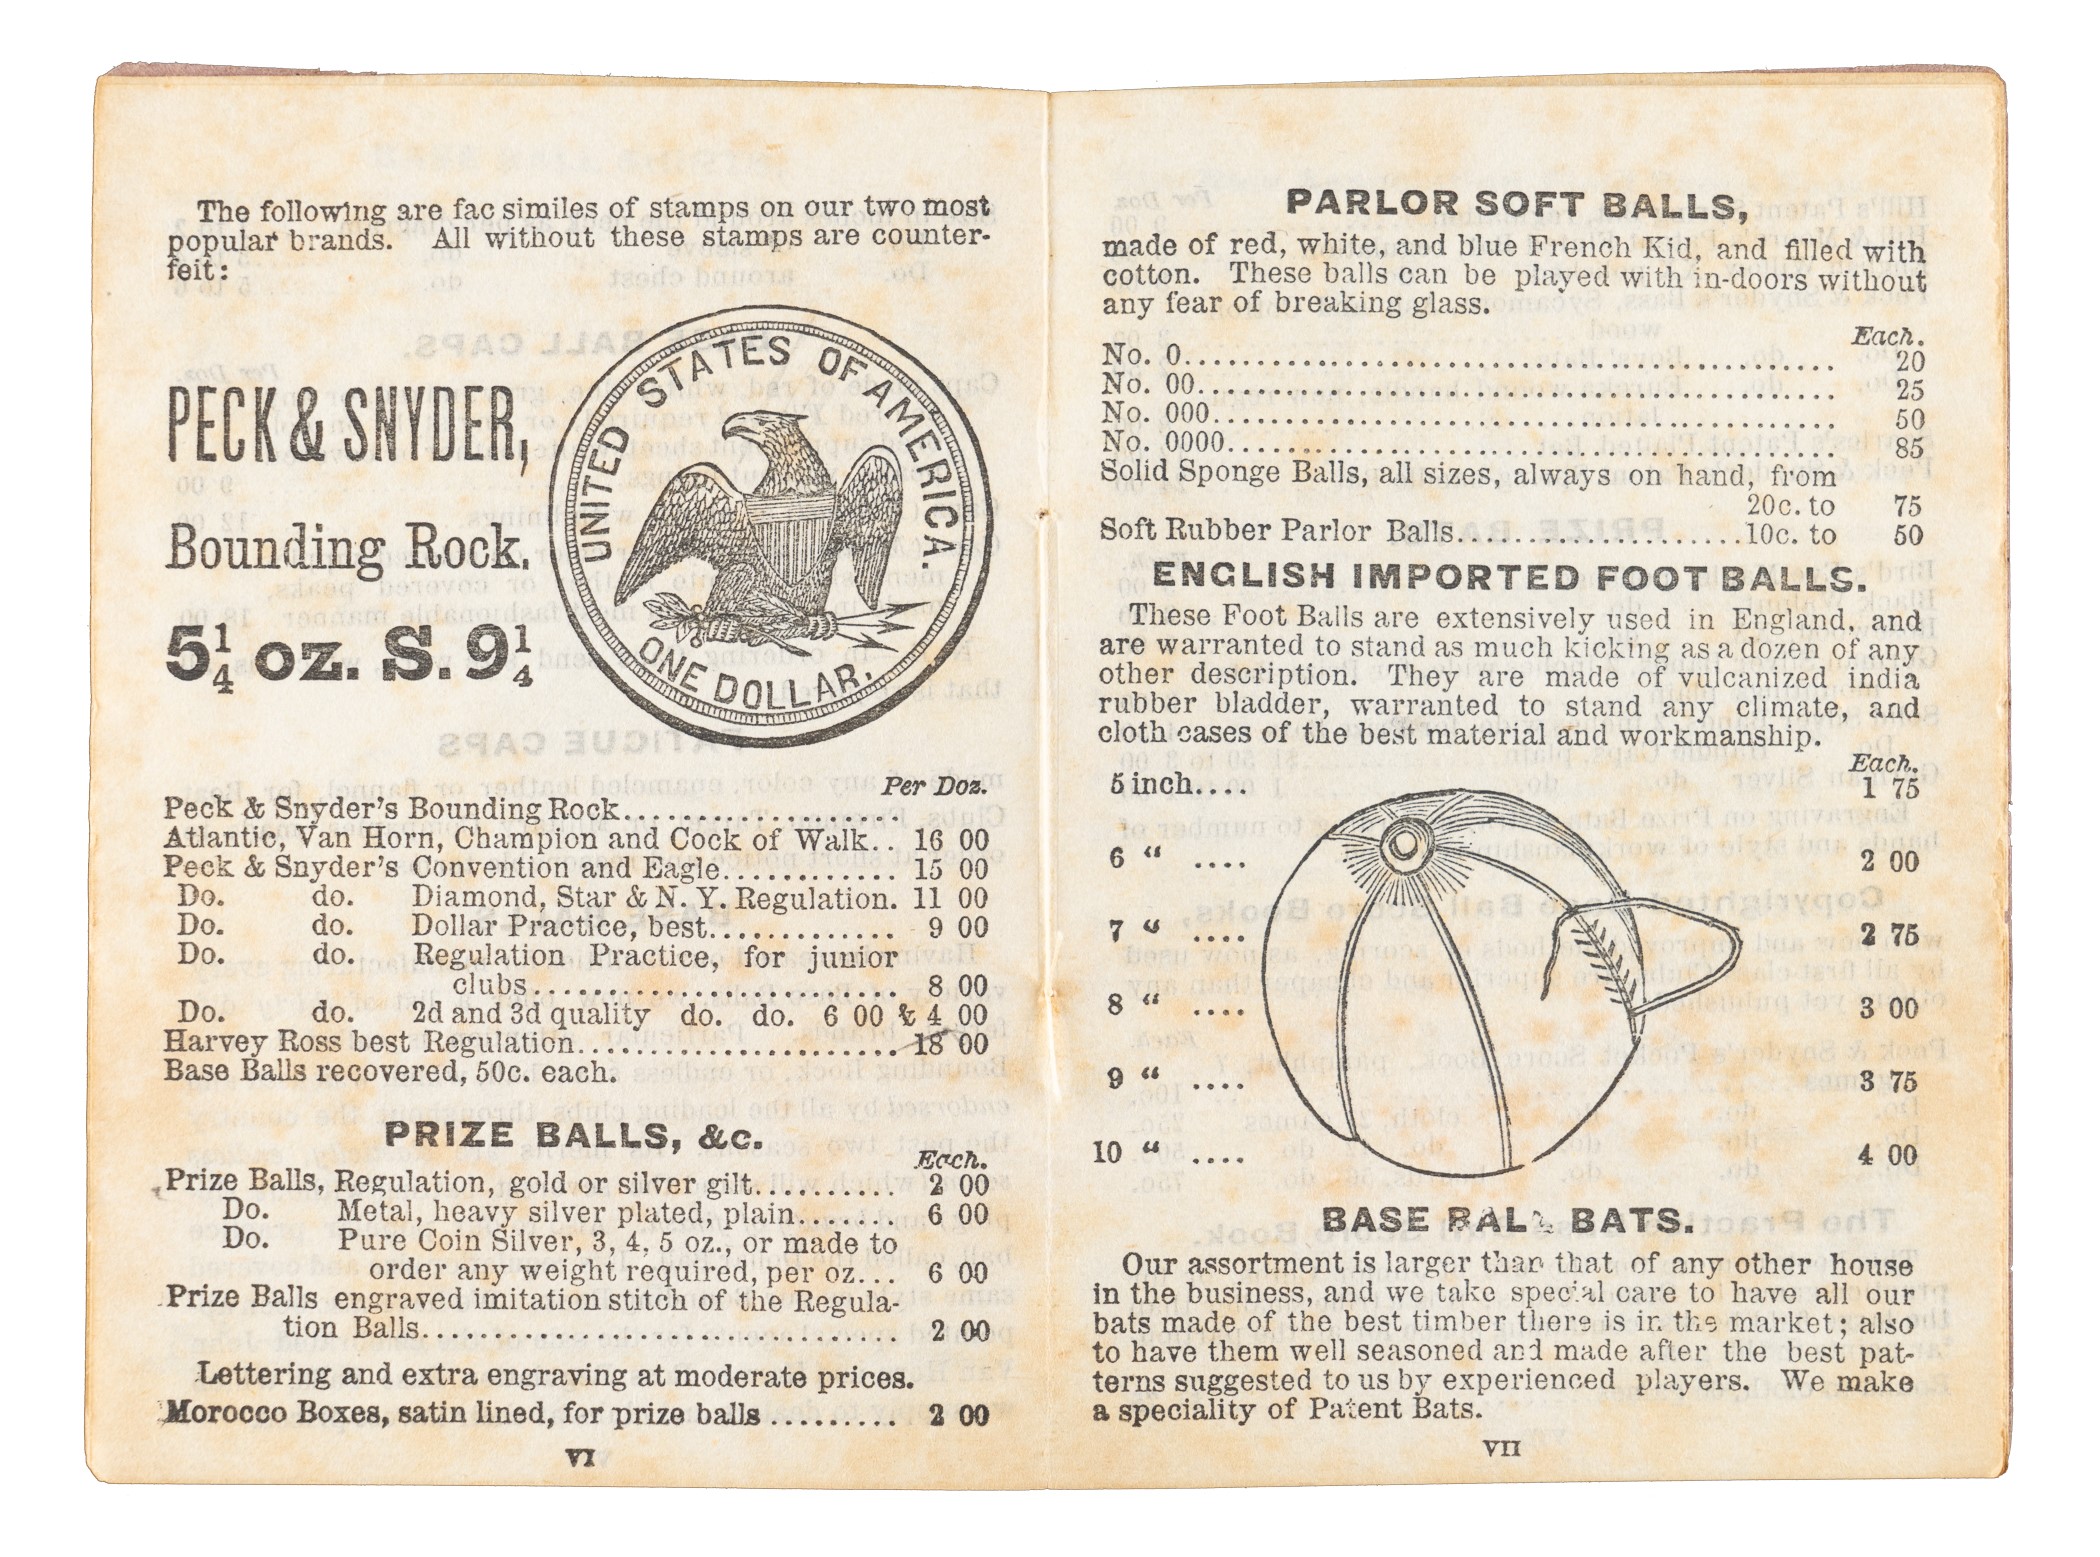 The following are fac similes of stamps on our two most
popular brands. All without these stamps are counter-
feit:
PECK & SNYDER,
Bounding Rock.
5¼ oz. S. 9¼
UNITED STATES OF AMERICA.
ONE DOLLAR.
Per Doz.
Peck & Snyder's Bounding Rock...................
Atlantic, Van Horn, Champion and Cock of Walk.. 16 00
Peck & Snyder's Convention and Eagle............ 15 00
Do. do. Diamond, Star & N. Y. Regulation. 11 00
Do. do. Dollar Practice, best............. 9 00
Do. do. Regulation Practice, for junior
clubs.......................... 8 00
Do. do. 2d and 3d quality do. do. 6 00 & 4 00
Harvey Ross best Regulation....................... 18 00
Base Balls recovered, 50c. each.
PRIZE BALLS, &c.
Each.
Prize Balls, Regulation, gold or silver gilt.......... 2 00
Do. Metal, heavy silver plated, plain....... 6 00
Do. Pure Coin Silver, 3, 4, 5 oz., or made to
order any weight required, per oz... 6 00
Prize Balls engraved imitation stitch of the Regula-
tion Balls.................................. 2 00
Lettering and extra engraving at moderate prices.
Morocco Boxes, satin lined, for prize balls ......... 2 00
VI
PARLOR SOFT BALLS,
made of red, white, and blue French Kid, and filled with
cotton. These balls can be played with in-doors without
any fear of breaking glass.
Each.
No. 0.............................................. 20
No. 00............................................. 25
No. 000............................................ 50
No. 0000........................................... 85
Solid Sponge Balls, all sizes, always on hand, from
20c. to 75
Soft Rubber Parlor Balls....................10c. to 50
ENGLISH IMPORTED FOOT BALLS.
These Foot Balls are extensively used in England, and
are warranted to stand as much kicking as a dozen of any
other description. They are made of vulcanized india
rubber bladder, warranted to stand any climate, and
cloth cases of the best material and workmanship.
Each.
5 inch.... 1 75
6 “ .... 2 00
7 “ .... 2 75
8 “ .... 3 00
9 “ .... 3 75
10 “ .... 4 00
BASE BALL BATS.
Our assortment is larger than that of any other house
in the business, and we take special care to have all our
bats made of the best timber there is in the market; also
to have them well seasoned and made after the best pat-
terns suggested to us by experienced players. We make
a speciality of Patent Bats.
VII